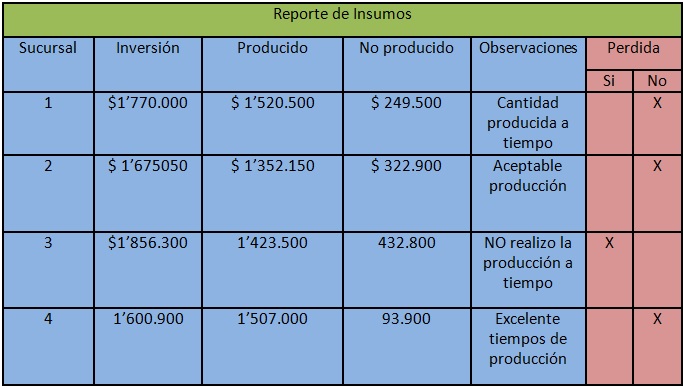 Reporte de Insumos
Sucursal Inversión Producido No producido Observaciones Perdida
Si No
1 $1’770.000 $ 1’520.500 $ 249.500 Cantidad X
producida a
tiempo
2 $ 1’675050 $ 1’352.150 $ 322.900 Aceptable X
producción
3 $1’856.300 1’423.500 432.800 NO realizo la X
producción a
tiempo
4 1’600.900 1’507.000 93.900 Excelente X
tiempos de
producción